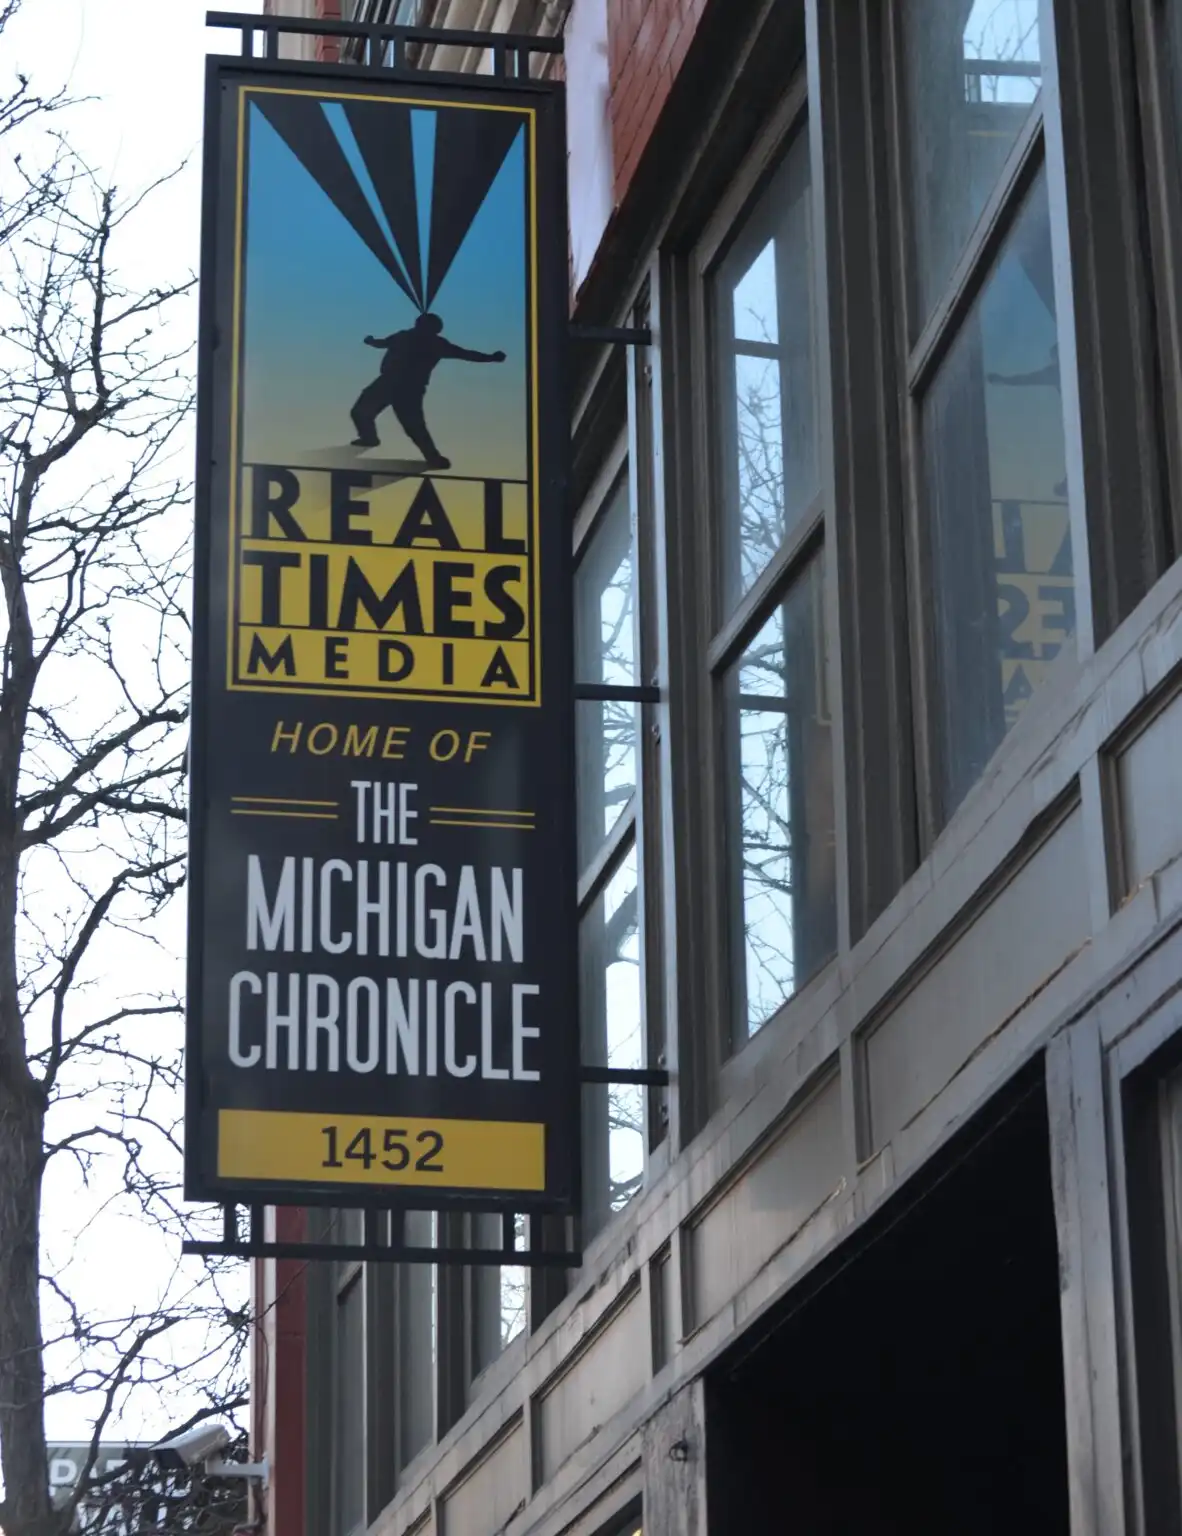 REAL
TIMES
MEDIA
HOME OF
THE
MICHIGAN
CHRONICLE
1452